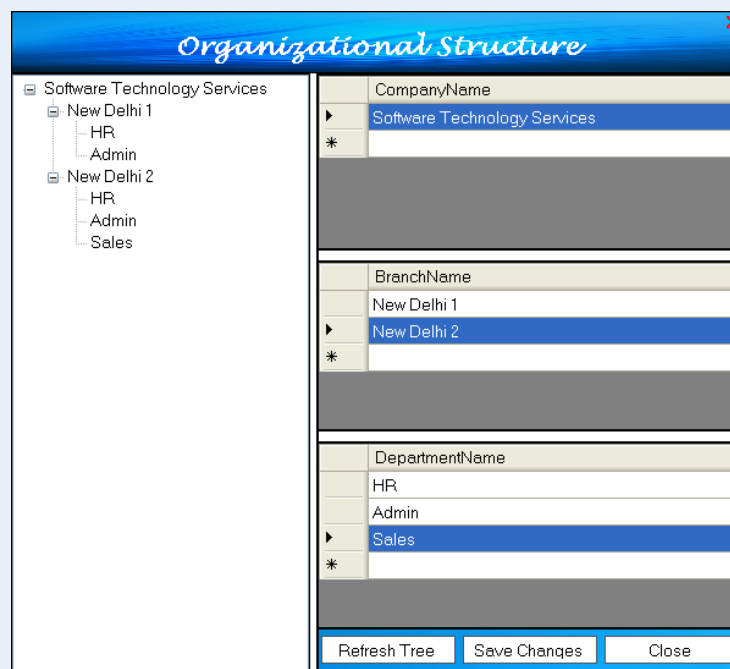 Organizational Structure
Software Technology Services
New Delhi 1
HR
Admin
New Delhi 2
HR
Admin
Sales
CompanyName
Software Technology Services
BranchName
New Delhi 1
New Delhi 2
DepartmentName
HR
Admin
Sales
Refresh Tree Save Changes Close